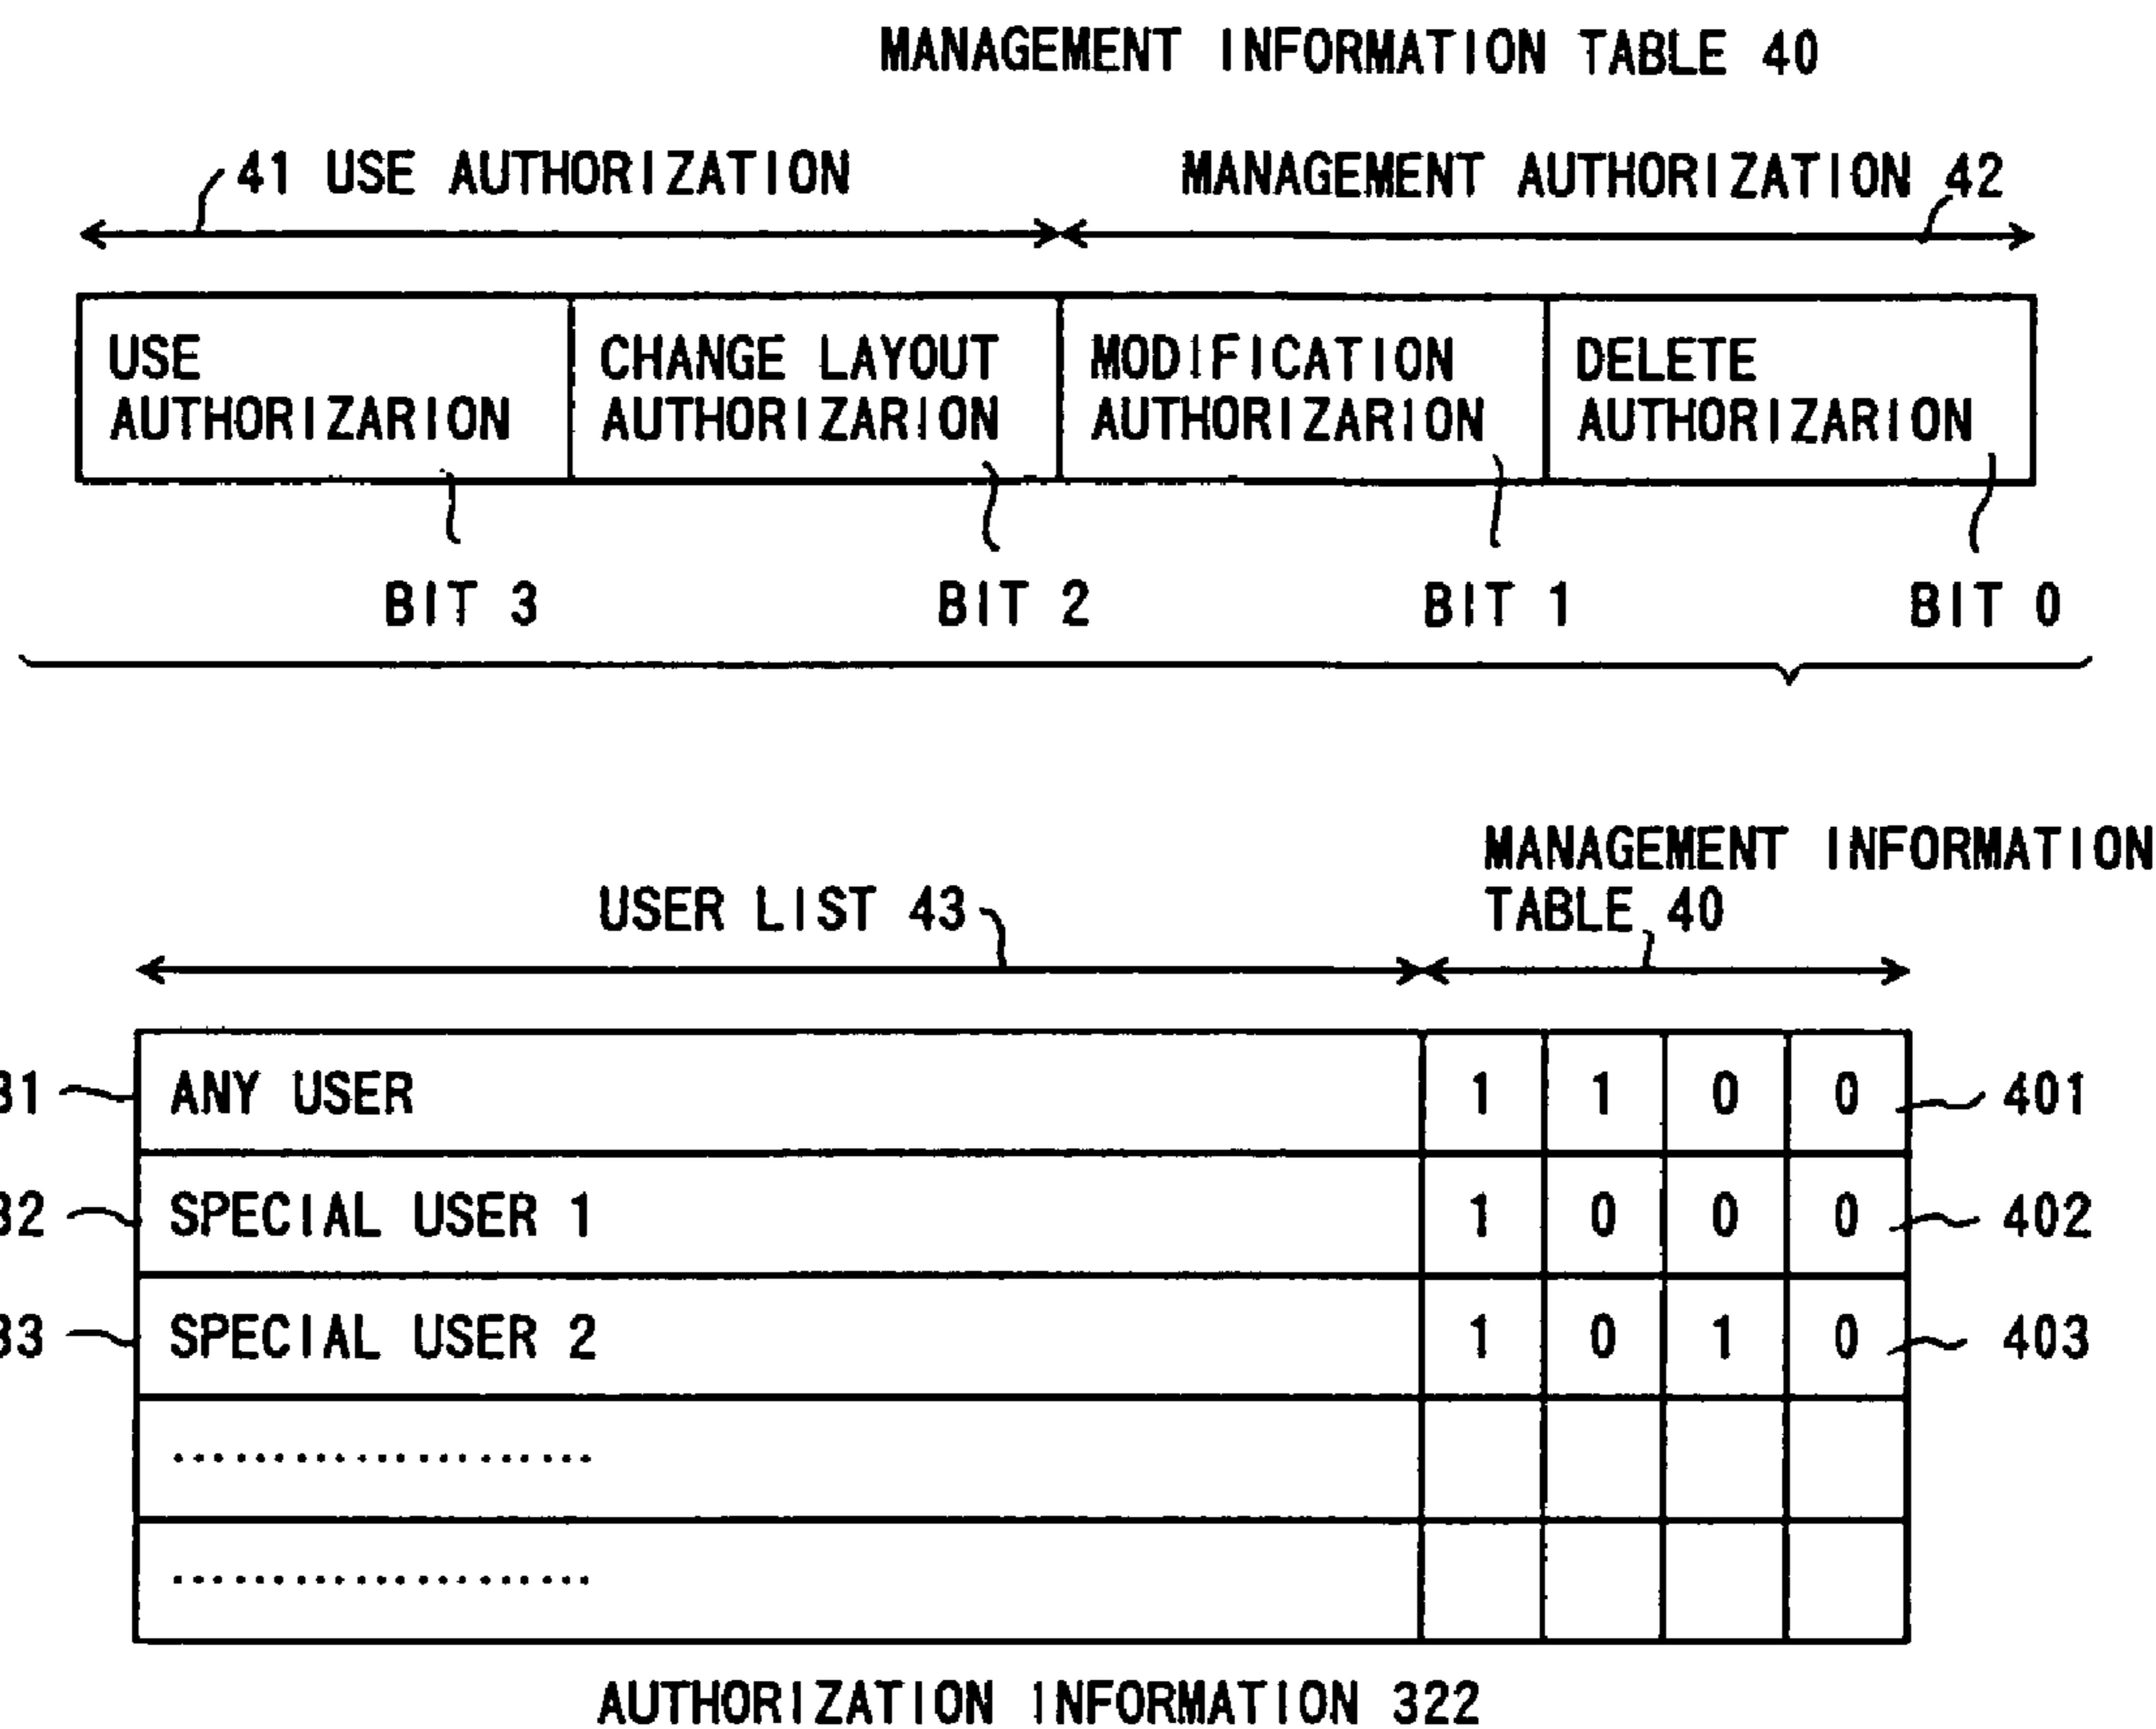 MANAGEMENT INFORMATION TABLE 40
41 USE AUTHORIZATION MANAGEMENT AUTHORIZATION 42
USE CHANGE LAYOUT MODIFICATION DELETE
AUTHORIZARION AUTHORIZARION AUTHORIZARION AUTHORIZARION
BIT 3 BIT 2 BIT 1 BIT 0
MANAGEMENT INFORMATION
USER LIST 43 TABLE 40
31 ANY USER 1 1 0 0 401
32 SPECIAL USER 1 1 0 0 0 402
33 SPECIAL USER 2 1 0 1 0 403
.....................
.....................
AUTHORIZATION INFORMATION 322